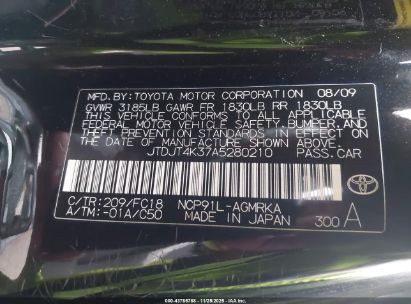 MFD.BY: TOYOTA MOTOR CORPORATION 08/09
GVWR 3185LB GAWR FR 1830LB RR 1830LB
THIS VEHICLE CONFORMS TO ALL APPLICABLE
FEDERAL MOTOR VEHICLE SAFETY, BUMPER, AND
THEFT PREVENTION STANDARDS IN EFFECT ON
THE DATE OF MANUFACTURE SHOWN ABOVE.
JTDJT4K37A5280210 PASS.CAR
C/TR: 209/FC18 NCP91L-AGMRKA
A/TM: -01A/C50 MADE IN JAPAN 300 A
TOYOTA